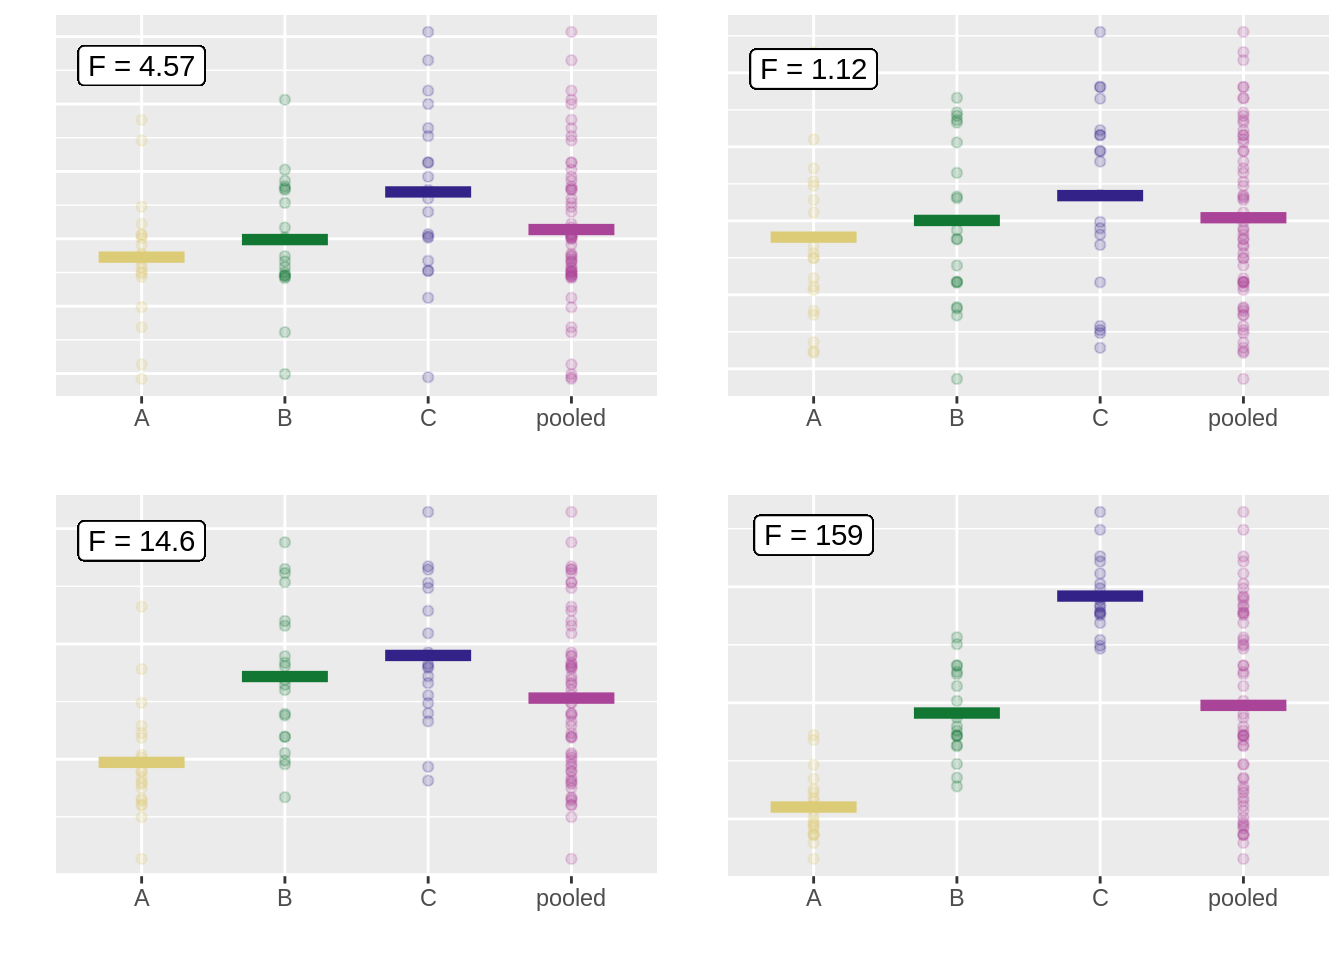 F = 4.57
A B C pooled
F = 1.12
A B C pooled
F = 14.6
A B C pooled
F = 159
A B C pooled